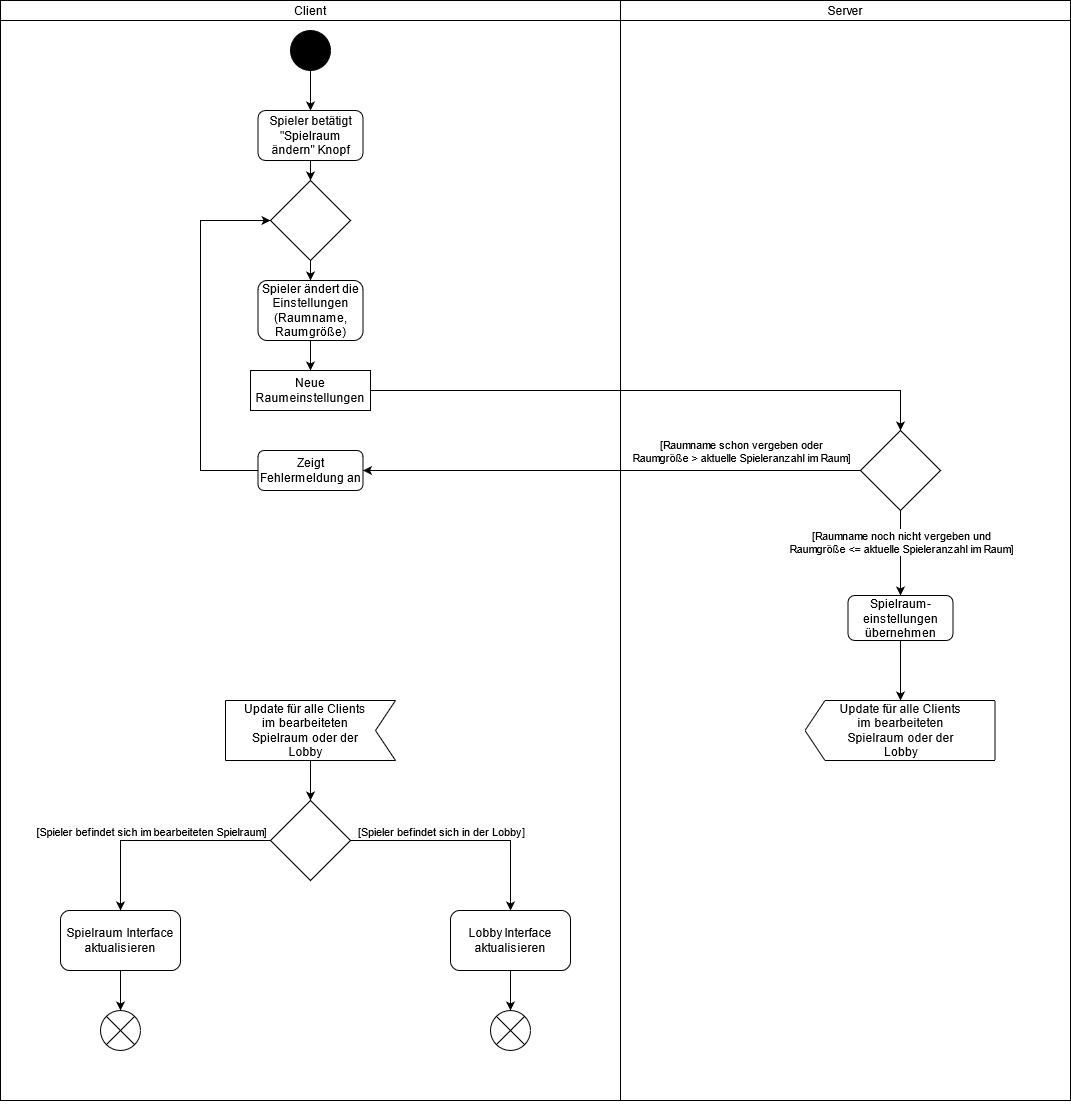 Client
Server
Spieler betätigt
"Spielraum
ändern" Knopf
Spieler ändert die
Einstellungen
(Raumname,
Raumgröße)
Neue
Raumeinstellungen
[Raumname schon vergeben oder
Raumgröße > aktuelle Spieleranzahl im Raum]
Zeigt
Fehlermeldung an
[Raumname noch nicht vergeben und
Raumgröße <= aktuelle Spieleranzahl im Raum]
Spielraum-
einstellungen
übernehmen
Update für alle Clients
im bearbeiteten
Spielraum oder der
Lobby
Update für alle Clients
im bearbeiteten
Spielraum oder der
Lobby
[Spieler befindet sich im bearbeiteten Spielraum]
[Spieler befindet sich in der Lobby]
Spielraum Interface
aktualisieren
Lobby Interface
aktualisieren